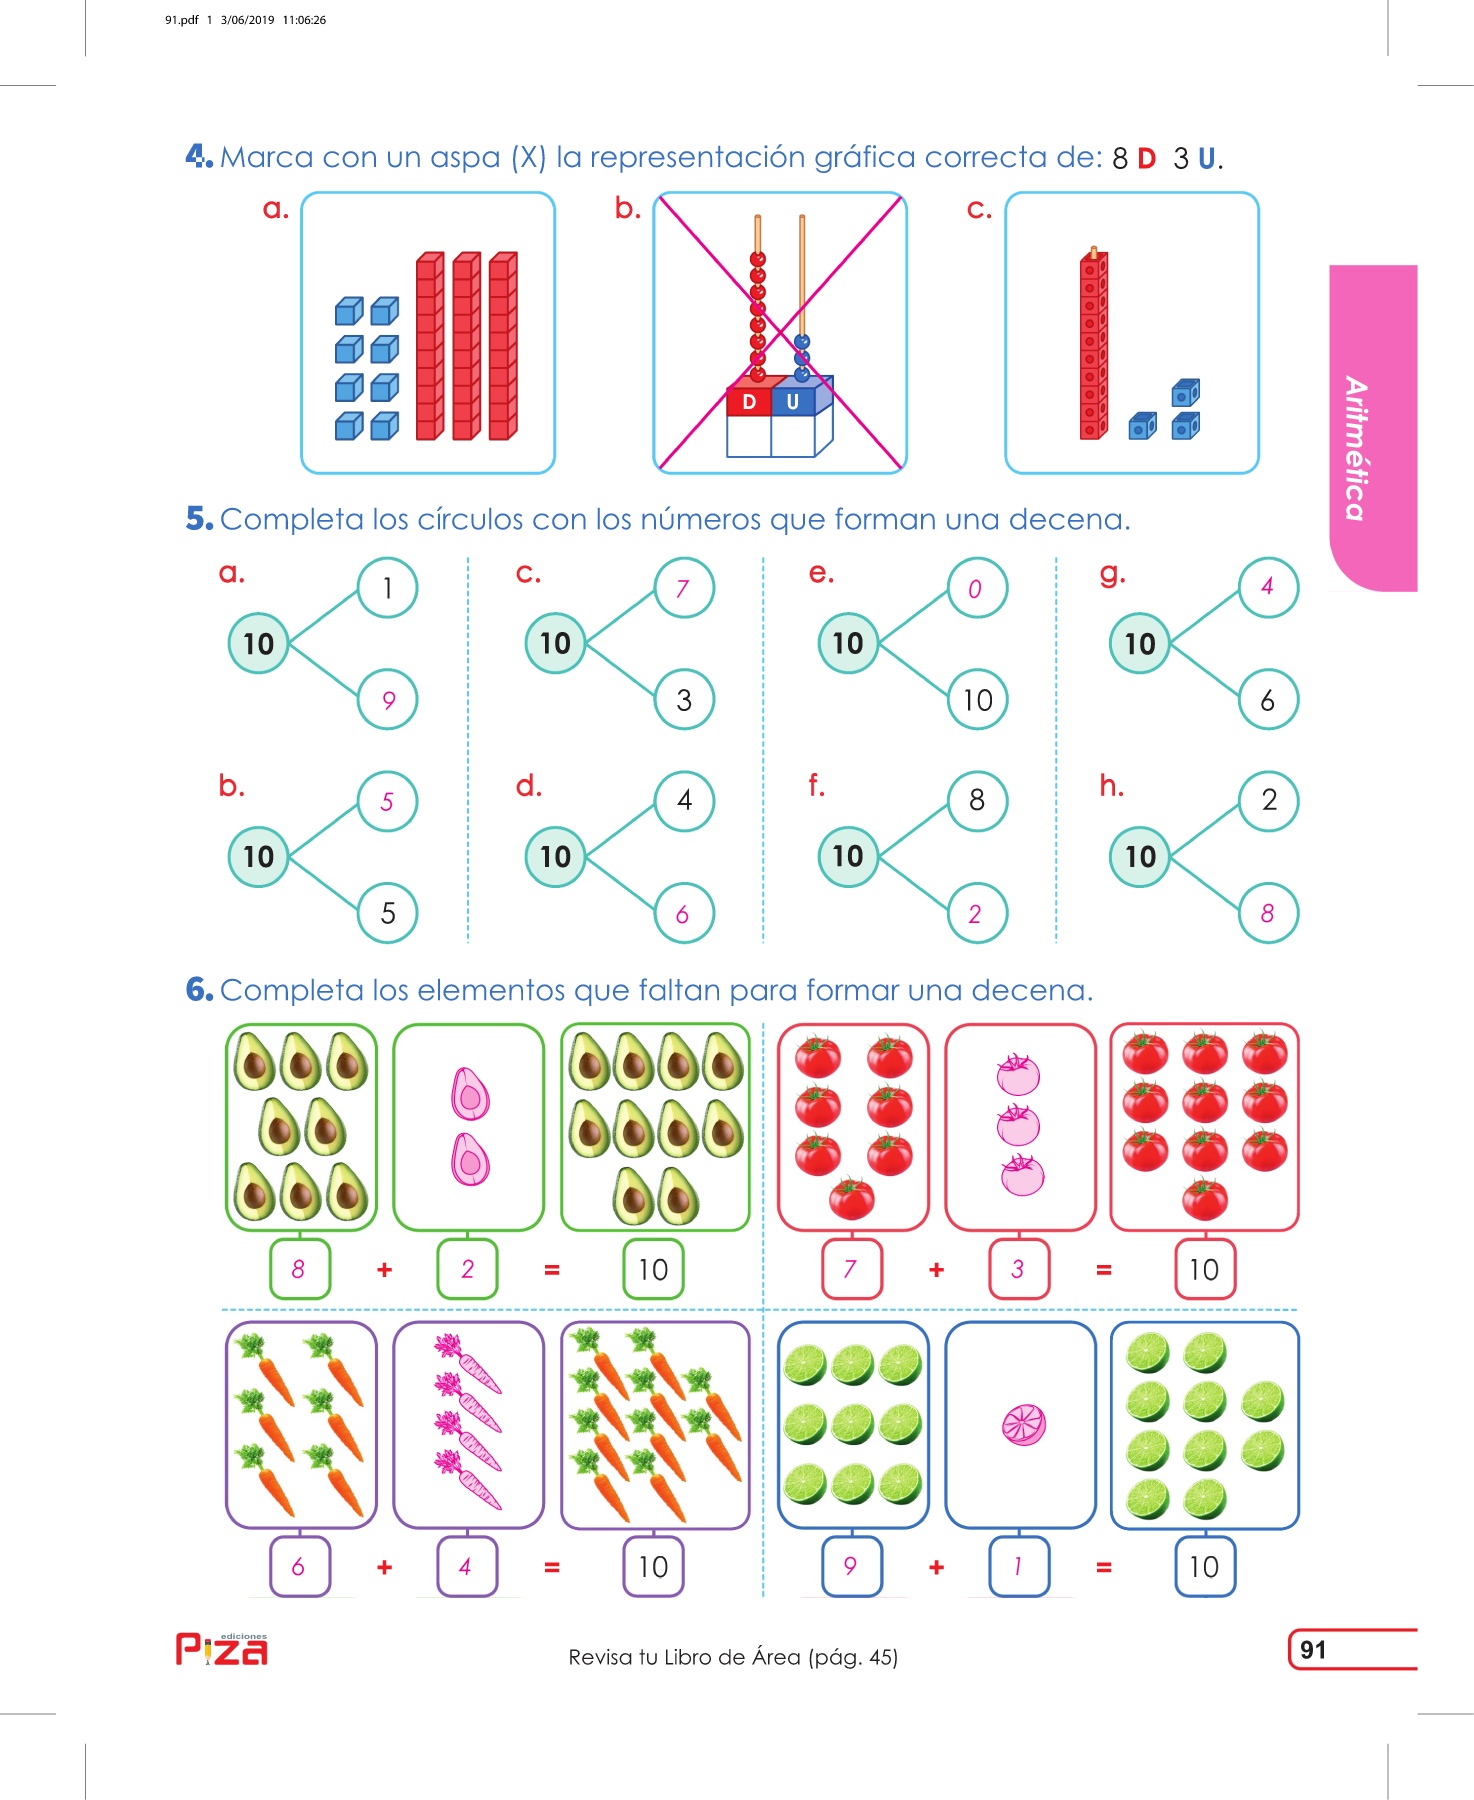 91.pdf 1 3/06/2019 11:06:26
4. Marca con un aspa (X) la representación gráfica correcta de: 8 D 3 U.
a. b. c.
D U
Aritmética
5. Completa los círculos con los números que forman una decena.
a. c. e. g.
1 7 0 4
10 10 10 10
9 3 10 6
b. d. f. h.
5 4 8 2
10 10 10 10
5 6 2 8
6. Completa los elementos que faltan para formar una decena.
8 + 2 = 10 7 + 3 = 10
6 + 4 = 10 9 + 1 = 10
ediciones
Piza
Revisa tu Libro de Área (pág. 45)
91